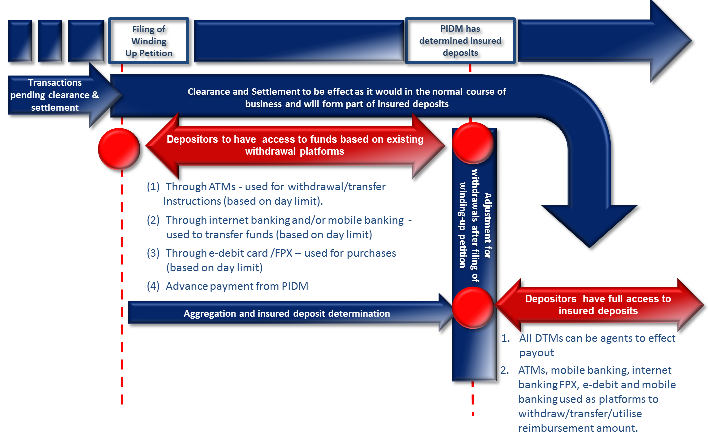 Filing of
Winding
Up Petition
PIDM has
determined insured
deposits
Transactions
pending clearance &
settlement
Clearance and Settlement to be effect as it would in the normal course of
business and will form part of insured deposits
Depositors to have access to funds based on existing
withdrawal platforms
(1) Through ATMs - used for withdrawal/transfer
Instructions (based on day limit).
(2) Through internet banking and/or mobile banking -
used to transfer funds (based on day limit)
(3) Through e-debit card /FPX – used for purchases
(based on day limit)
(4) Advance payment from PIDM
Adjustment for
withdrawals after filing of
winding-up petition
Aggregation and insured deposit determination
Depositors have full access to
insured deposits
1. All DTMs can be agents to effect
payout
2. ATMs, mobile banking, internet
banking FPX, e-debit and mobile
banking used as platforms to
withdraw/transfer/utilise
reimbursement amount.